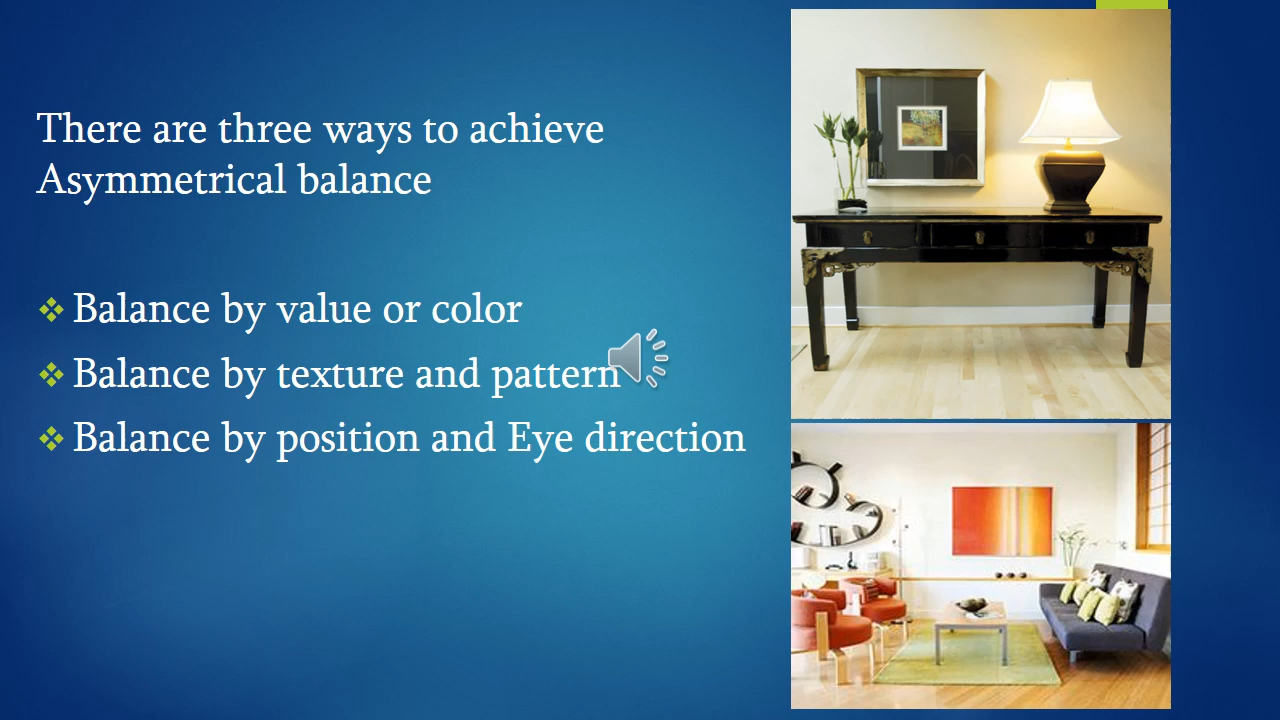 There are three ways to achieve
Asymmetrical balance
Balance by value or color
Balance by texture and pattern
Balance by position and Eye direction